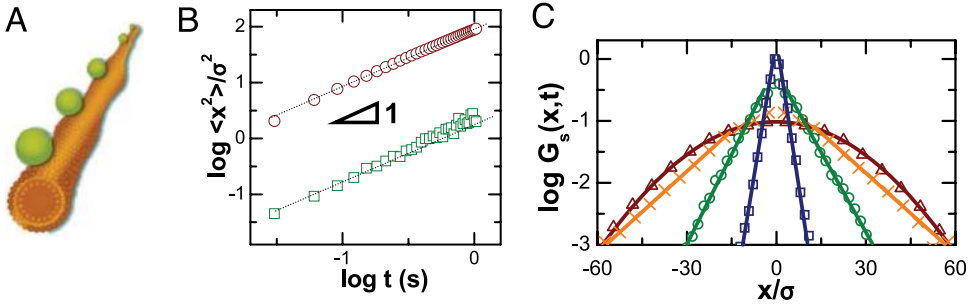 A
B
log <x²>/σ²
2
1
0
-1
1
-1
0
log t (s)
C
log Gₛ(x,t)
0
-1
-2
-3
-60
-30
0
30
60
x/σ